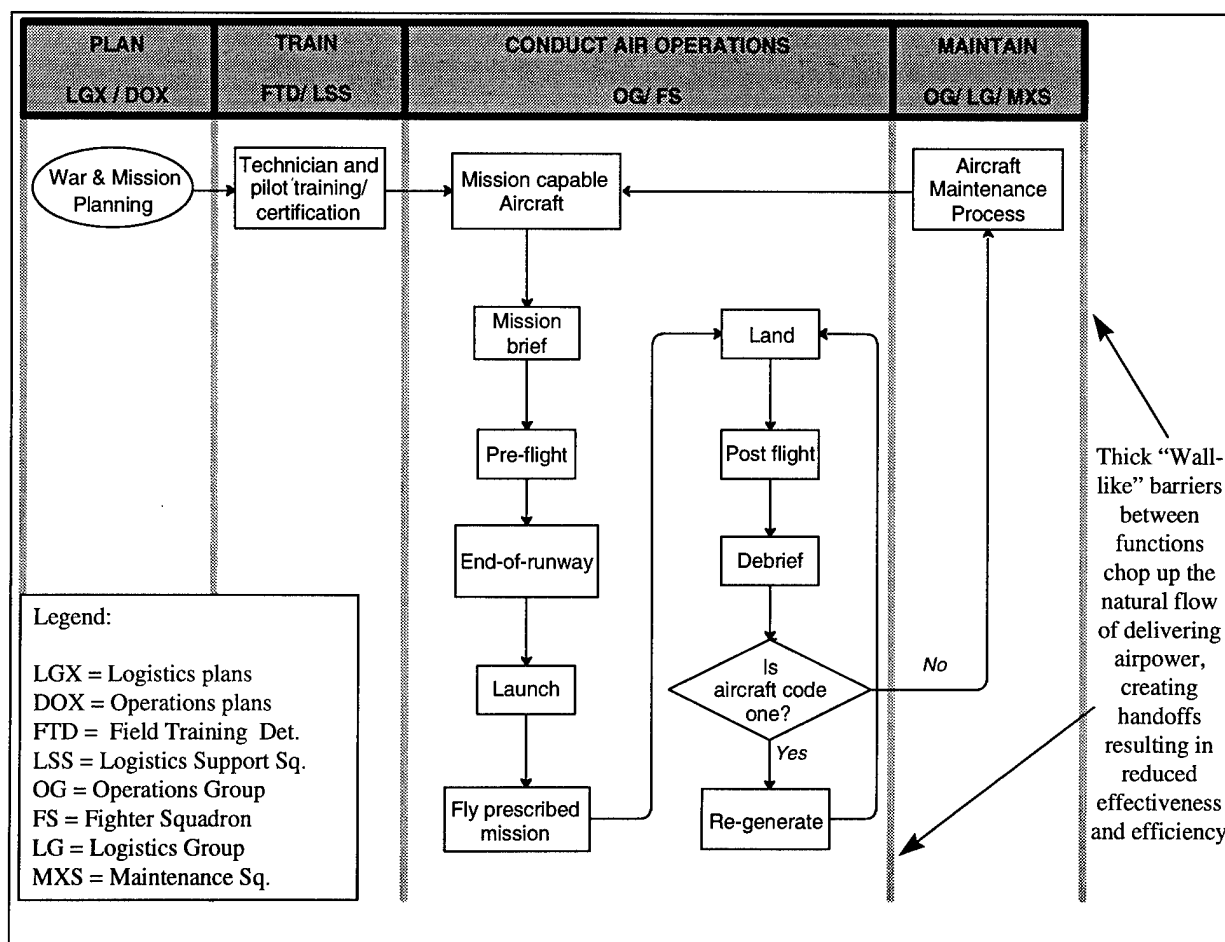 PLAN
LGX / DOX
TRAIN
FTD/ LSS
CONDUCT AIR OPERATIONS
OG/ FS
MAINTAIN
OG/ LG/ MXS
War & Mission
Planning
Technician and
pilot training/
certification
Mission capable
Aircraft
Aircraft
Maintenance
Process
Mission
brief
Pre-flight
End-of-runway
Launch
Fly prescribed
mission
Land
Post flight
Debrief
Is
aircraft code
one?
No
Yes
Re-generate
Thick “Wall-
like” barriers
between
functions
chop up the
natural flow
of delivering
airpower,
creating
handoffs
resulting in
reduced
effectiveness
and efficiency
Legend:
LGX = Logistics plans
DOX = Operations plans
FTD = Field Training Det.
LSS = Logistics Support Sq.
OG = Operations Group
FS = Fighter Squadron
LG = Logistics Group
MXS = Maintenance Sq.